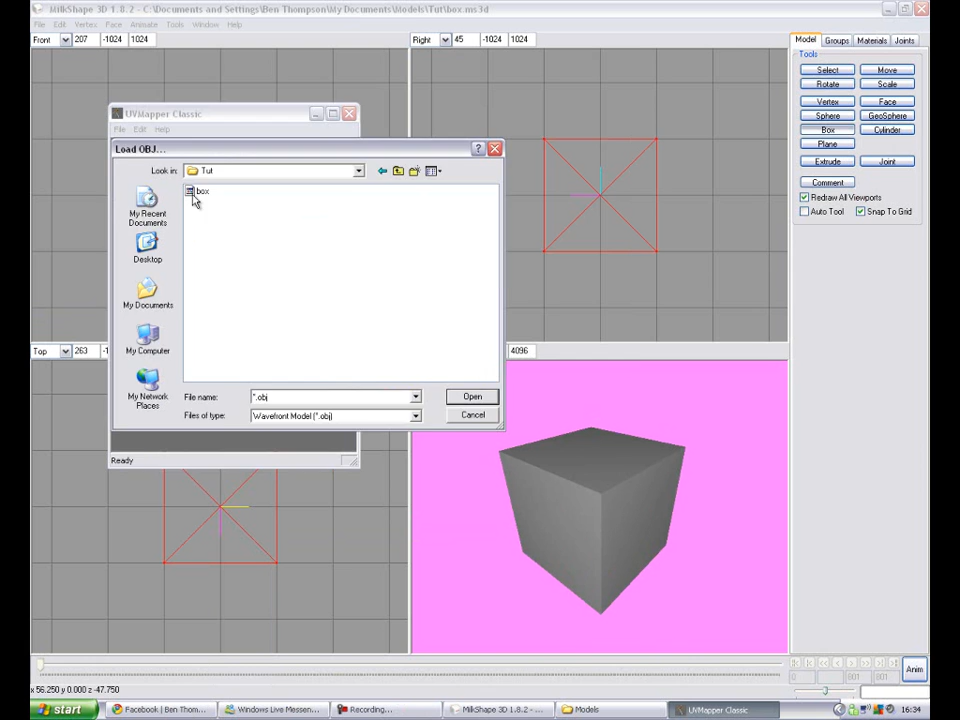 MilkShape 3D 1.8.2 - C:\Documents and Settings\Ben Thompson\My Documents\Models\Tut\box.ms3d
File Edit Vertex Face Animate Tools Window Help
Front 207 -1024 1024
Right 45 -1024 1024
Model Groups Materials Joints
Tools
Select Move
Rotate Scale
Vertex Face
Sphere GeoSphere
Box Cylinder
Plane
Extrude Joint
Comment
Redraw All Viewports
Auto Tool Snap To Grid
UVMapper Classic
File Edit Help
Load OBJ...
Look in: Tut
box
My Recent
Documents
Desktop
My Documents
My Computer
My Network
Places
File name: *.obj Open
Files of type: Wavefront Model (*.obj) Cancel
Ready
Top 263 -1
4096
Anim
x 56.250 y 0.000 z -47.750
start Facebook | Ben Thom... Windows Live Messen... Recording... MilkShape 3D 1.8.2 - ... Models UVMapper Classic 16:34